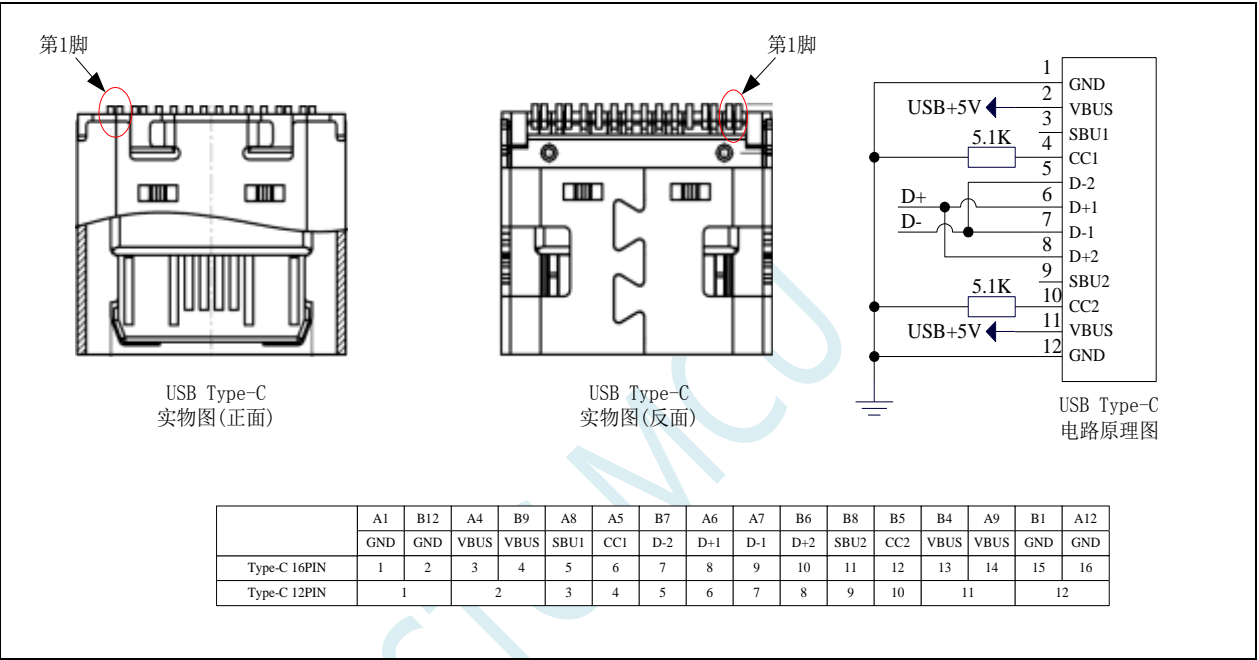 第1脚
第1脚
USB Type-C
实物图(正面)
USB Type-C
实物图(反面)
1 GND
USB+5V 2 VBUS
3 SBU1
5.1K 4 CC1
5 D-2
D+ 6 D+1
D- 7 D-1
8 D+2
9 SBU2
5.1K 10 CC2
USB+5V 11 VBUS
12 GND
USB Type-C
电路原理图
A1 B12 A4 B9 A8 A5 B7 A6 A7 B6 B8 B5 B4 A9 B1 A12
GND GND VBUS VBUS SBU1 CC1 D-2 D+1 D-1 D+2 SBU2 CC2 VBUS VBUS GND GND
Type-C 16PIN 1 2 3 4 5 6 7 8 9 10 11 12 13 14 15 16
Type-C 12PIN 1 2 3 4 5 6 7 8 9 10 11 12
STCMCU